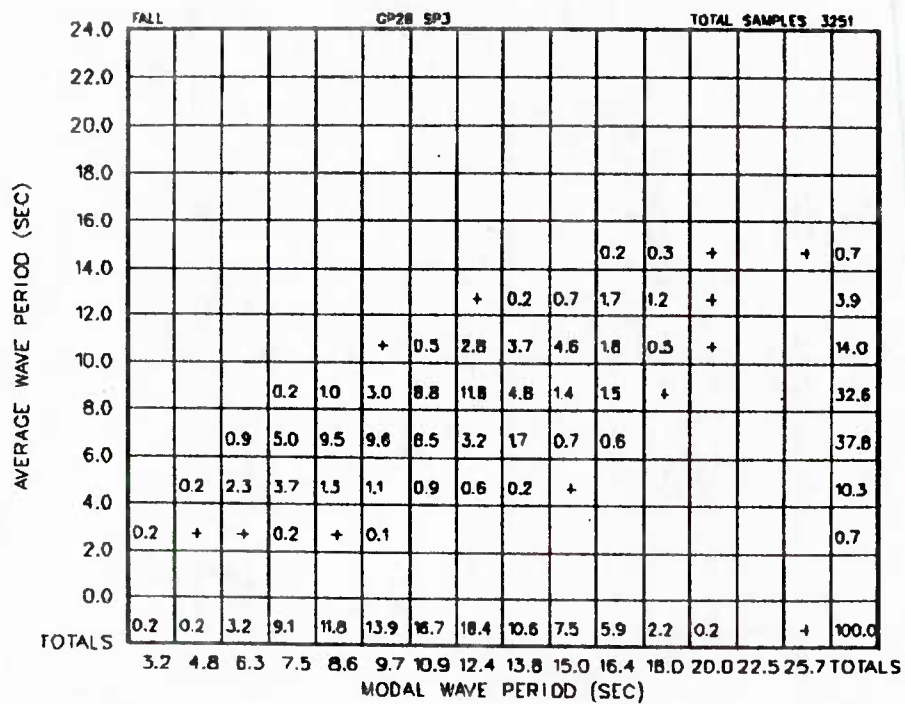 FALL GP28 SP3 TOTAL SAMPLES 3251
24.0
22.0
20.0
18.0
16.0
0.2 0.3 + + 0.7
14.0
+ 0.2 0.7 1.7 1.2 + 3.9
12.0
+ 0.5 2.8 3.7 4.6 1.8 0.5 + 14.0
10.0
0.2 1.0 3.0 8.8 11.8 4.8 1.4 1.5 + 32.6
8.0
0.9 5.0 9.5 9.6 6.5 3.2 1.7 0.7 0.6 37.8
6.0
0.2 2.3 3.7 1.3 1.1 0.9 0.6 0.2 + 10.3
4.0
0.2 + + 0.2 + 0.1 0.7
2.0
0.0
TOTALS 0.2 0.2 3.2 9.1 11.8 13.9 16.7 18.4 10.6 7.5 5.9 2.2 0.2 + 100.0
3.2 4.8 6.3 7.5 8.6 9.7 10.9 12.4 13.8 15.0 16.4 18.0 20.0 22.5 25.7 TOTALS
MODAL WAVE PERIOD (SEC)
AVERAGE WAVE PERIOD (SEC)